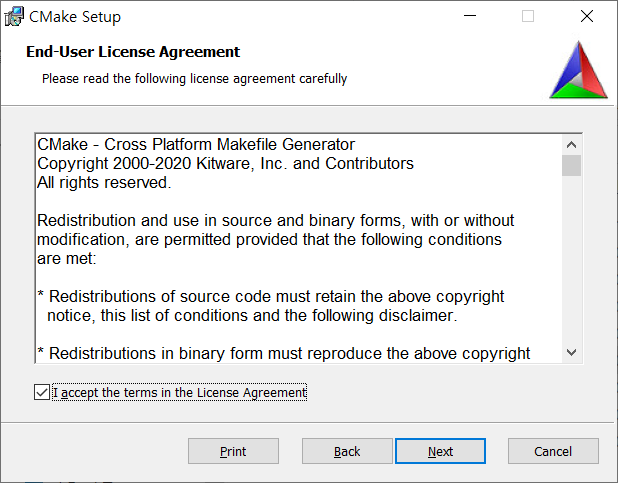 CMake Setup
End-User License Agreement
Please read the following license agreement carefully
CMake - Cross Platform Makefile Generator
Copyright 2000-2020 Kitware, Inc. and Contributors
All rights reserved.
Redistribution and use in source and binary forms, with or without
modification, are permitted provided that the following conditions
are met:
* Redistributions of source code must retain the above copyright
notice, this list of conditions and the following disclaimer.
* Redistributions in binary form must reproduce the above copyright
I accept the terms in the License Agreement
Print
Back
Next
Cancel